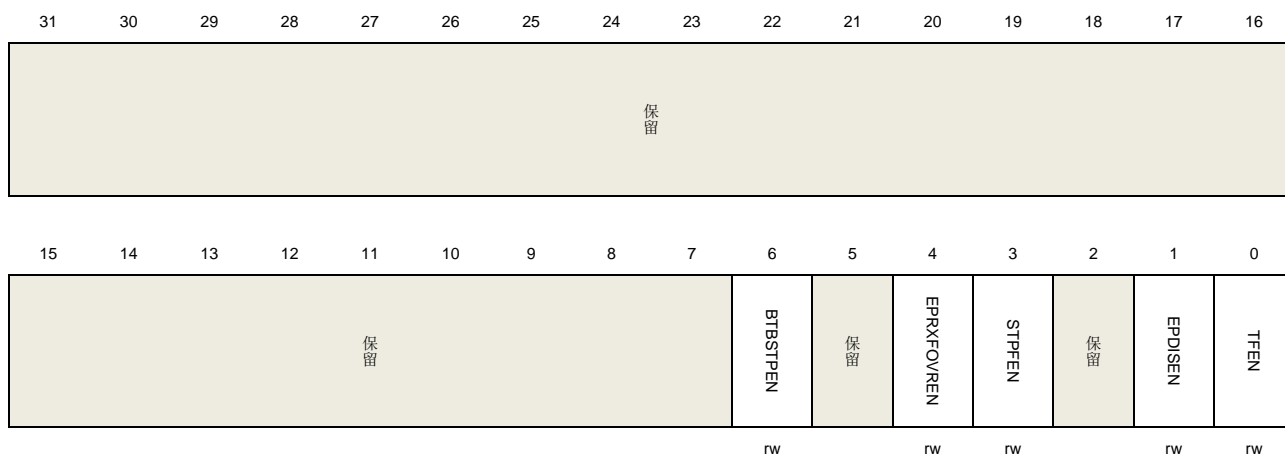 31 30 29 28 27 26 25 24 23 22 21 20 19 18 17 16
保留
15 14 13 12 11 10 9 8 7 6 5 4 3 2 1 0
保留 BTBSTPEN 保留 EPRXFOVREN STPFEN 保留 EPDISEN TFEN
rw rw rw rw rw